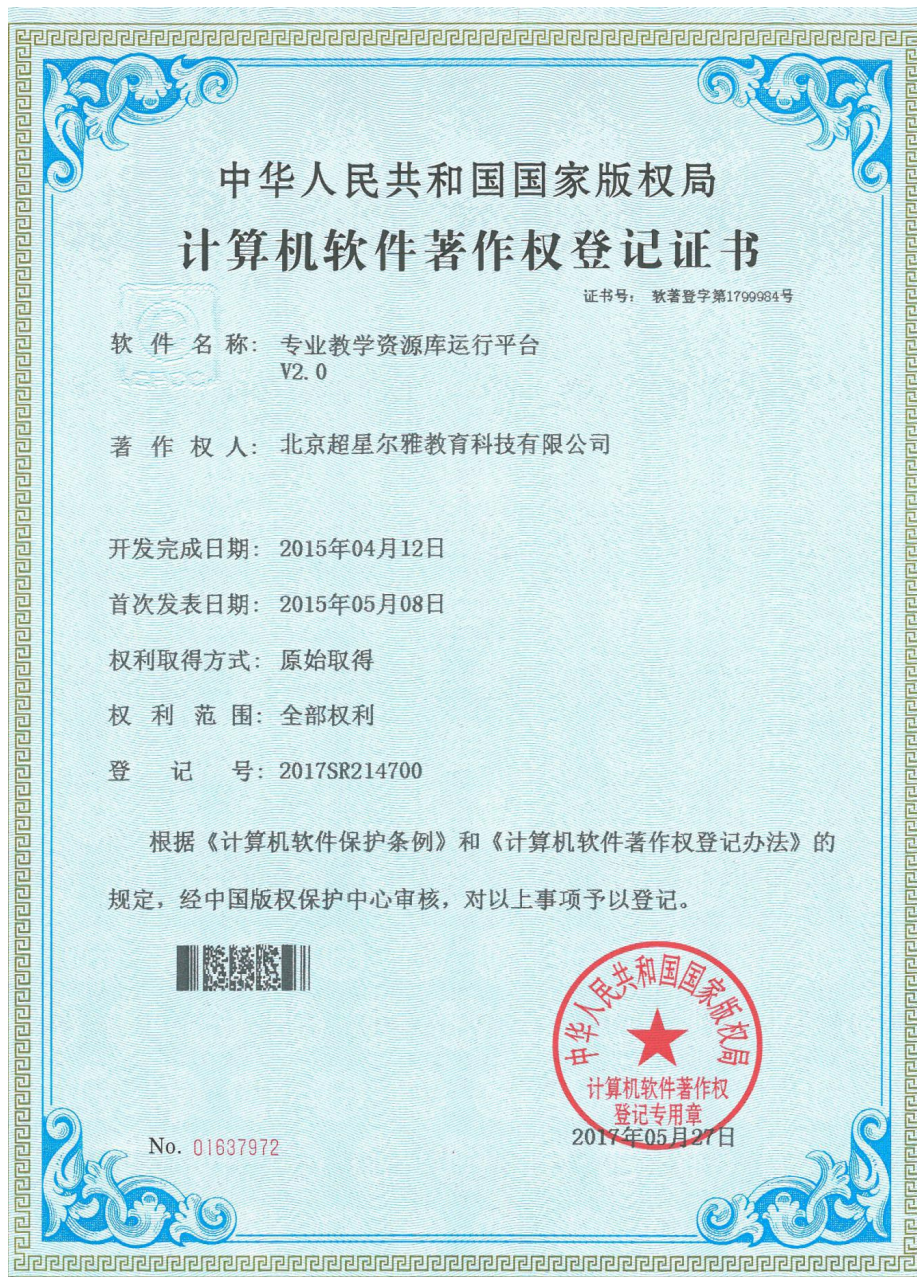 中华人民共和国国家版权局
计算机软件著作权登记证书
证书号： 软著登字第1799984号
软件名称： 专业教学资源库运行平台
V2.0
著作权人： 北京超星尔雅教育科技有限公司
开发完成日期： 2015年04月12日
首次发表日期： 2015年05月08日
权利取得方式： 原始取得
权利范围： 全部权利
登记号： 2017SR214700
根据《计算机软件保护条例》和《计算机软件著作权登记办法》的
规定，经中国版权保护中心审核，对以上事项予以登记。
中华人民共和国国家版权局
计算机软件著作权
登记专用章
2017年05月27日
No. 01637972